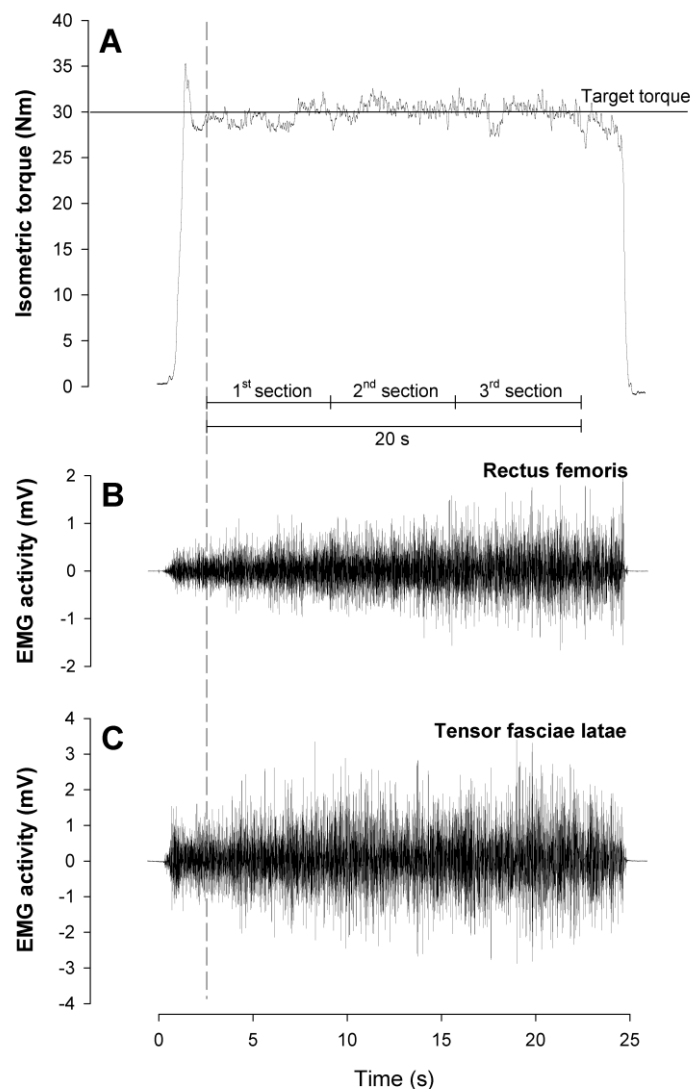 A
40
35
30
25
20
15
10
5
0
Isometric torque (Nm)
Target torque
1st section 2nd section 3rd section
20 s
B
Rectus femoris
2
1
0
-1
-2
EMG activity (mV)
C
Tensor fasciae latae
4
3
2
1
0
-1
-2
-3
-4
EMG activity (mV)
0 5 10 15 20 25
Time (s)